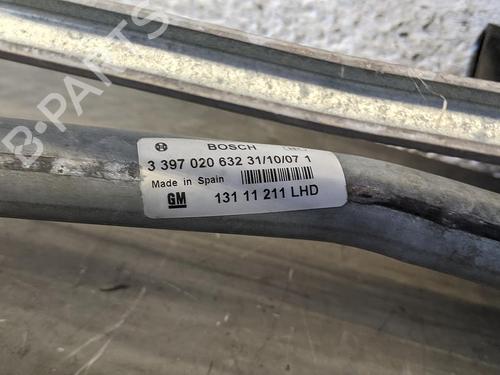 BOSCH
3 397 020 632 31/10/07 1
Made in Spain
GM
131 11 211 LHD
B-PARTS